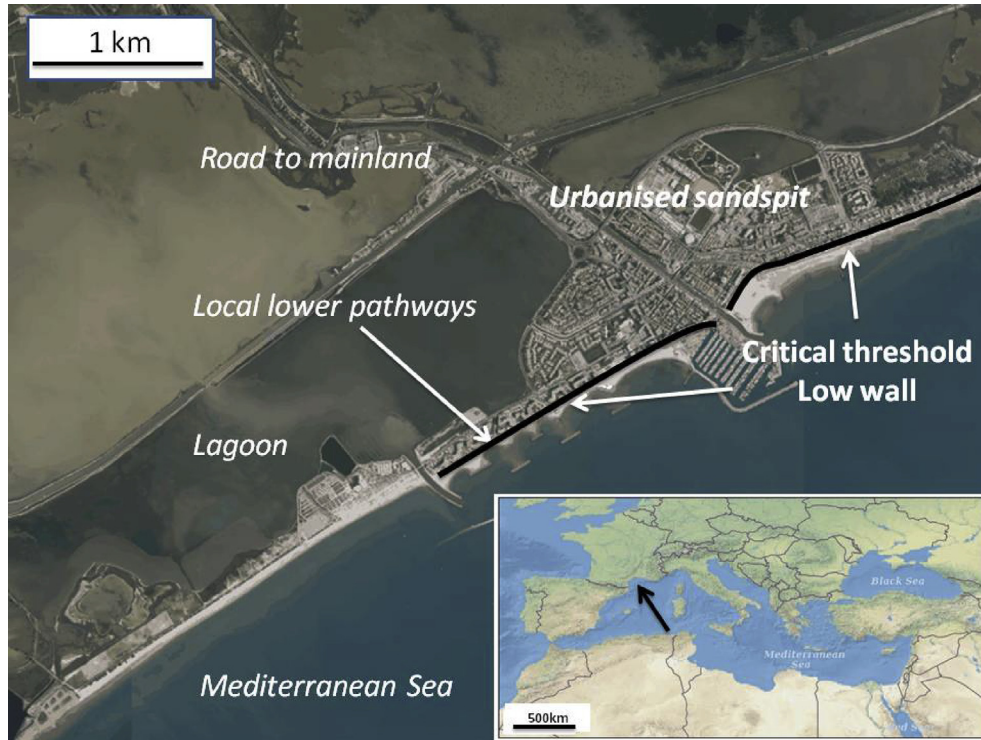 1 km
Road to mainland
Urbanised sandspit
Local lower pathways
Critical threshold
Low wall
Lagoon
Mediterranean Sea
Black Sea
Mediterranean
Sea
500km